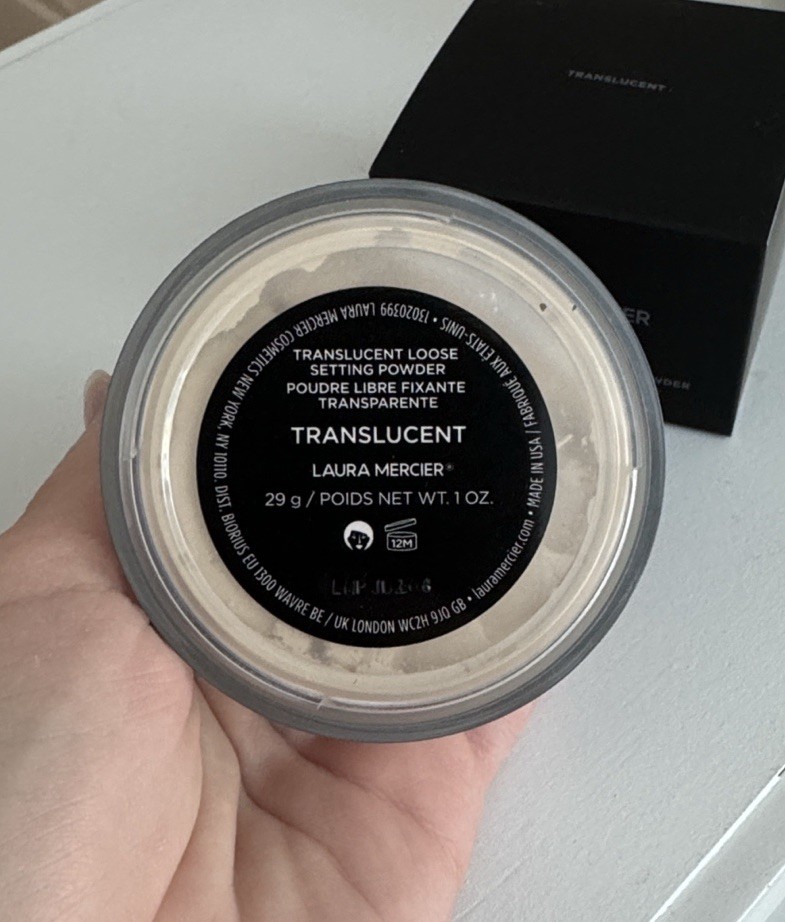 TRANSLUCENT
ER
WDER
TRANSLUCENT LOOSE
SETTING POWDER
POUDRE LIBRE FIXANTE
TRANSPARENTE
TRANSLUCENT
LAURA MERCIER®
29 g / POIDS NET WT. 1 OZ.
12M
13020399 LAURA MERCIER COSMETICS NEW YORK, NY 10110. DIST. BIORIUS EU 1300 WAVRE BE / UK LONDON WC2H 9JQ GB • lauramercier.com • MADE IN USA / FABRIQUÉ AUX ÉTATS-UNIS •